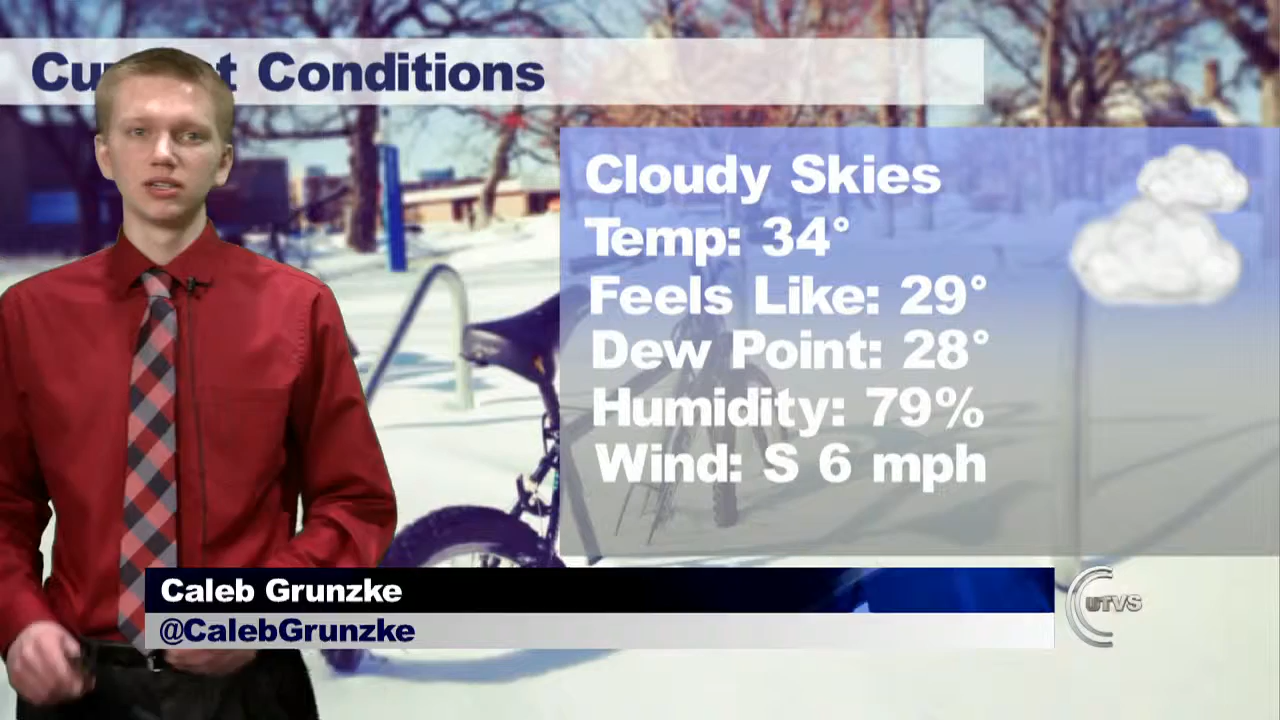 Current Conditions
Cloudy Skies
Temp: 34°
Feels Like: 29°
Dew Point: 28°
Humidity: 79%
Wind: S 6 mph
Caleb Grunzke
@CalebGrunzke
UTVS